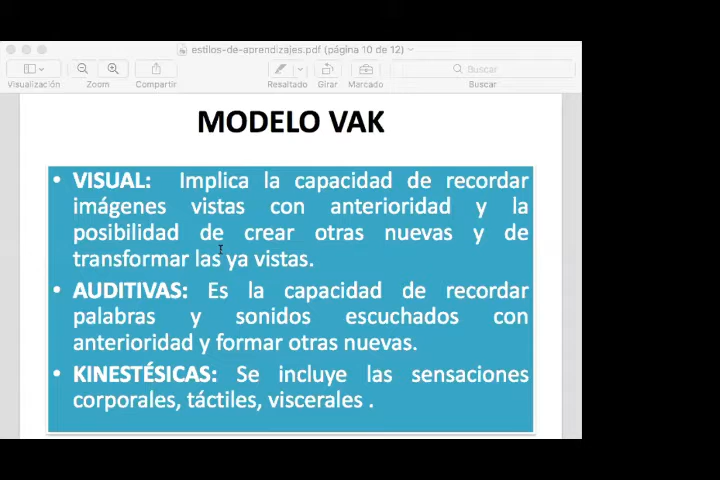 estilos-de-aprendizajes.pdf (página 10 de 12)
Buscar
Visualización Zoom Compartir Resaltado Girar Marcado Buscar
MODELO VAK
• VISUAL: Implica la capacidad de recordar
imágenes vistas con anterioridad y la
posibilidad de crear otras nuevas y de
transformar las ya vistas.
• AUDITIVAS: Es la capacidad de recordar
palabras y sonidos escuchados con
anterioridad y formar otras nuevas.
• KINESTÉSICAS: Se incluye las sensaciones
corporales, táctiles, viscerales .